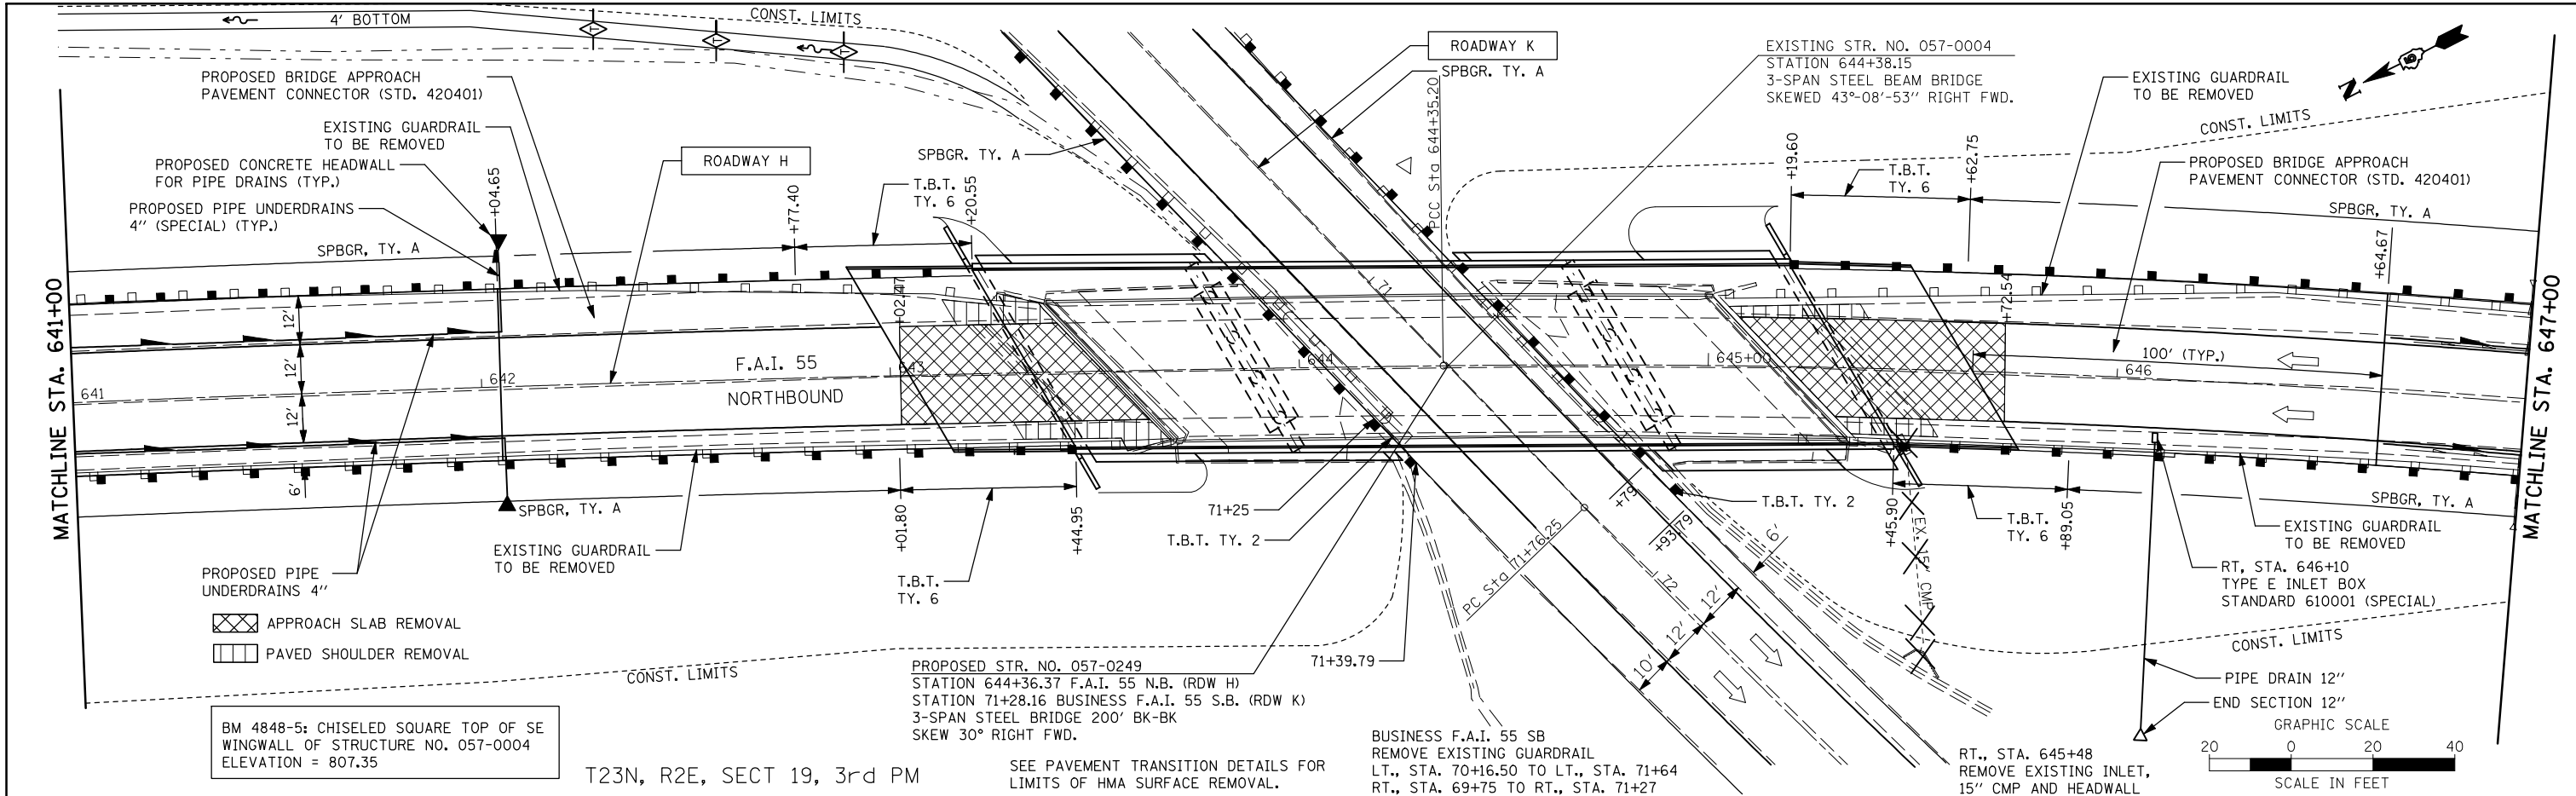 4' BOTTOM
CONST. LIMITS
PROPOSED BRIDGE APPROACH
PAVEMENT CONNECTOR (STD. 420401)
EXISTING GUARDRAIL
TO BE REMOVED
PROPOSED CONCRETE HEADWALL
FOR PIPE DRAINS (TYP.)
PROPOSED PIPE UNDERDRAINS
4'' (SPECIAL) (TYP.)
SPBGR, TY. A
+04.65
ROADWAY H
+77.40
T.B.T.
TY. 6
+20.55
SPBGR. TY. A
ROADWAY K
SPBGR. TY. A
PCC Sta 644+35.20
EXISTING STR. NO. 057-0004
STATION 644+38.15
3-SPAN STEEL BEAM BRIDGE
SKEWED 43°-08'-53'' RIGHT FWD.
N
EXISTING GUARDRAIL
TO BE REMOVED
CONST. LIMITS
+19.60
T.B.T.
TY. 6
+62.75
PROPOSED BRIDGE APPROACH
PAVEMENT CONNECTOR (STD. 420401)
SPBGR, TY. A
+64.67
MATCHLINE STA. 641+00
12'
12'
12'
6'
641
642
643
644
645+00
646
71
72
+02.47
F.A.I. 55
NORTHBOUND
+72.54
100' (TYP.)
MATCHLINE STA. 647+00
SPBGR, TY. A
EXISTING GUARDRAIL
TO BE REMOVED
PROPOSED PIPE
UNDERDRAINS 4''
+01.80
+44.95
T.B.T.
TY. 6
71+25
T.B.T. TY. 2
71+39.79
PC Sta 71+76.25
+79
+93.79
T.B.T. TY. 2
6'
12'
12'
10'
+45.90
EX. 15'' CMP
T.B.T.
TY. 6
+89.05
SPBGR, TY. A
EXISTING GUARDRAIL
TO BE REMOVED
RT, STA. 646+10
TYPE E INLET BOX
STANDARD 610001 (SPECIAL)
CONST. LIMITS
PIPE DRAIN 12''
END SECTION 12''
APPROACH SLAB REMOVAL
PAVED SHOULDER REMOVAL
CONST. LIMITS
BM 4848-5: CHISELED SQUARE TOP OF SE
WINGWALL OF STRUCTURE NO. 057-0004
ELEVATION = 807.35
T23N, R2E, SECT 19, 3rd PM
PROPOSED STR. NO. 057-0249
STATION 644+36.37 F.A.I. 55 N.B. (RDW H)
STATION 71+28.16 BUSINESS F.A.I. 55 S.B. (RDW K)
3-SPAN STEEL BRIDGE 200' BK-BK
SKEW 30° RIGHT FWD.
SEE PAVEMENT TRANSITION DETAILS FOR
LIMITS OF HMA SURFACE REMOVAL.
BUSINESS F.A.I. 55 SB
REMOVE EXISTING GUARDRAIL
LT., STA. 70+16.50 TO LT., STA. 71+64
RT., STA. 69+75 TO RT., STA. 71+27
RT., STA. 645+48
REMOVE EXISTING INLET,
15'' CMP AND HEADWALL
GRAPHIC SCALE
20 0 20 40
SCALE IN FEET